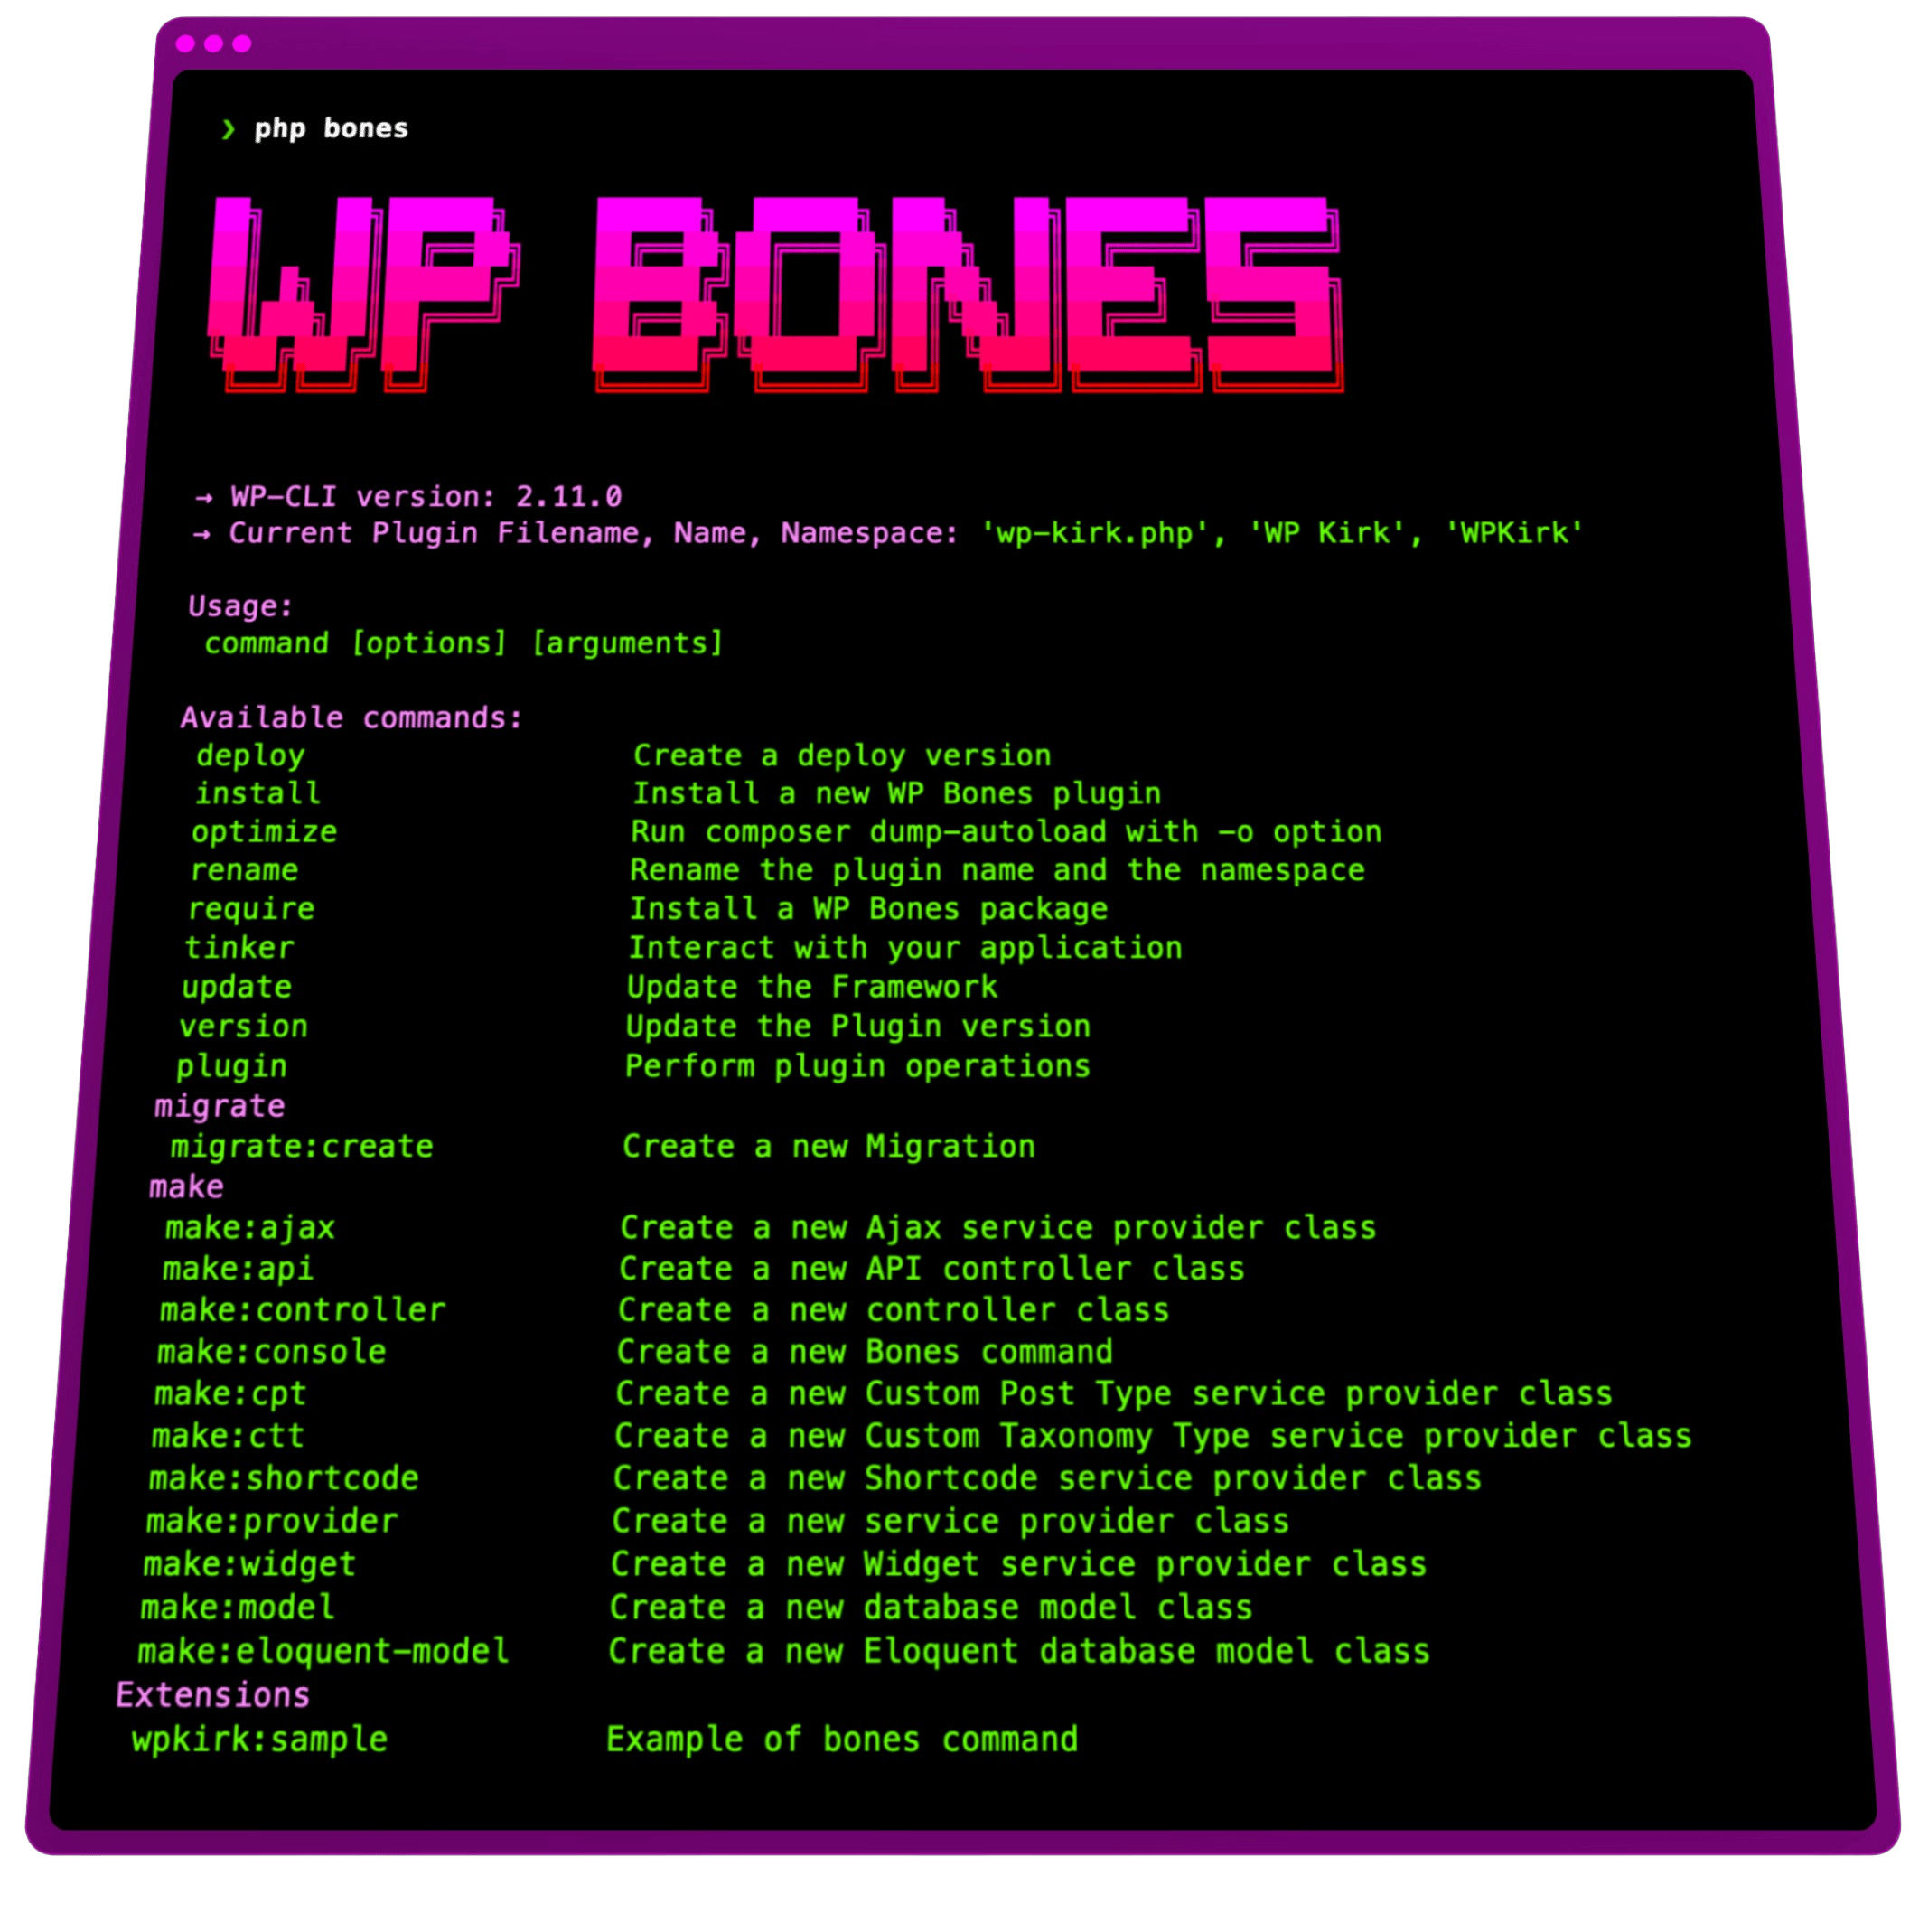 ❯ php bones
WP BONES
→ WP-CLI version: 2.11.0
→ Current Plugin Filename, Name, Namespace: 'wp-kirk.php', 'WP Kirk', 'WPKirk'
Usage:
command [options] [arguments]
Available commands:
deploy Create a deploy version
install Install a new WP Bones plugin
optimize Run composer dump-autoload with -o option
rename Rename the plugin name and the namespace
require Install a WP Bones package
tinker Interact with your application
update Update the Framework
version Update the Plugin version
plugin Perform plugin operations
migrate
migrate:create Create a new Migration
make
make:ajax Create a new Ajax service provider class
make:api Create a new API controller class
make:controller Create a new controller class
make:console Create a new Bones command
make:cpt Create a new Custom Post Type service provider class
make:ctt Create a new Custom Taxonomy Type service provider class
make:shortcode Create a new Shortcode service provider class
make:provider Create a new service provider class
make:widget Create a new Widget service provider class
make:model Create a new database model class
make:eloquent-model Create a new Eloquent database model class
Extensions
wpkirk:sample Example of bones command